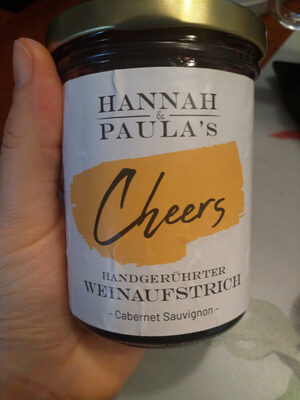 HANNAH
&
PAULA'S
Cheers
HANDGERÜHRTER
WEINAUFSTRICH
- Cabernet Sauvignon -